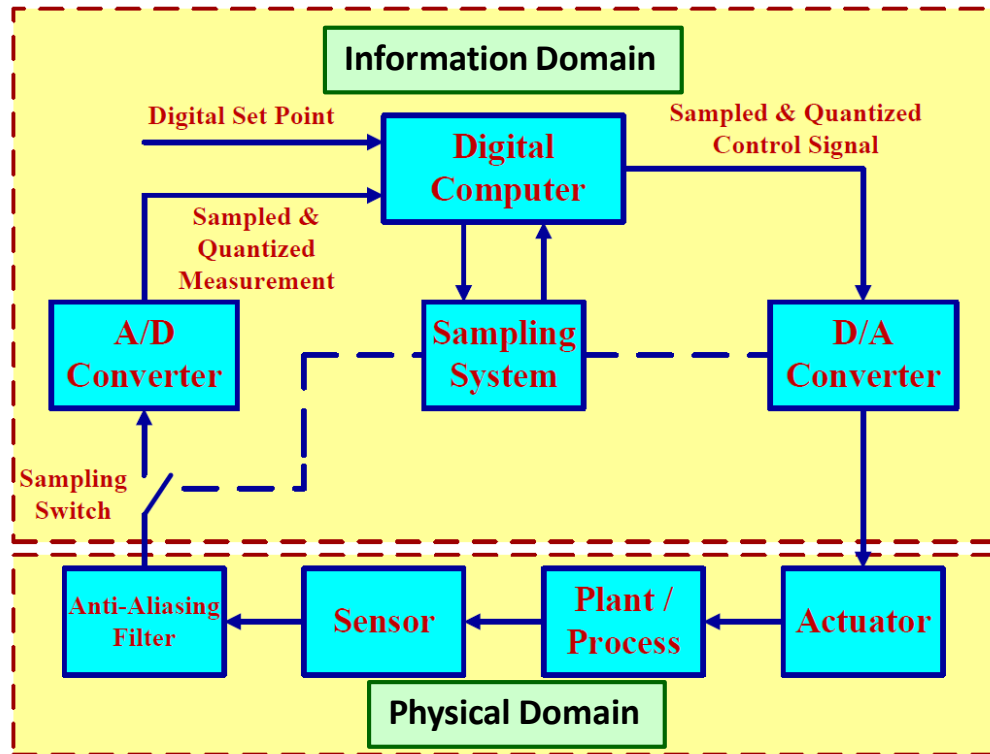 Information Domain
Digital Set Point
Sampled & Quantized
Control Signal
Digital
Computer
Sampled &
Quantized
Measurement
A/D
Converter
Sampling
System
D/A
Converter
Sampling
Switch
Anti-Aliasing
Filter
Sensor
Plant /
Process
Actuator
Physical Domain